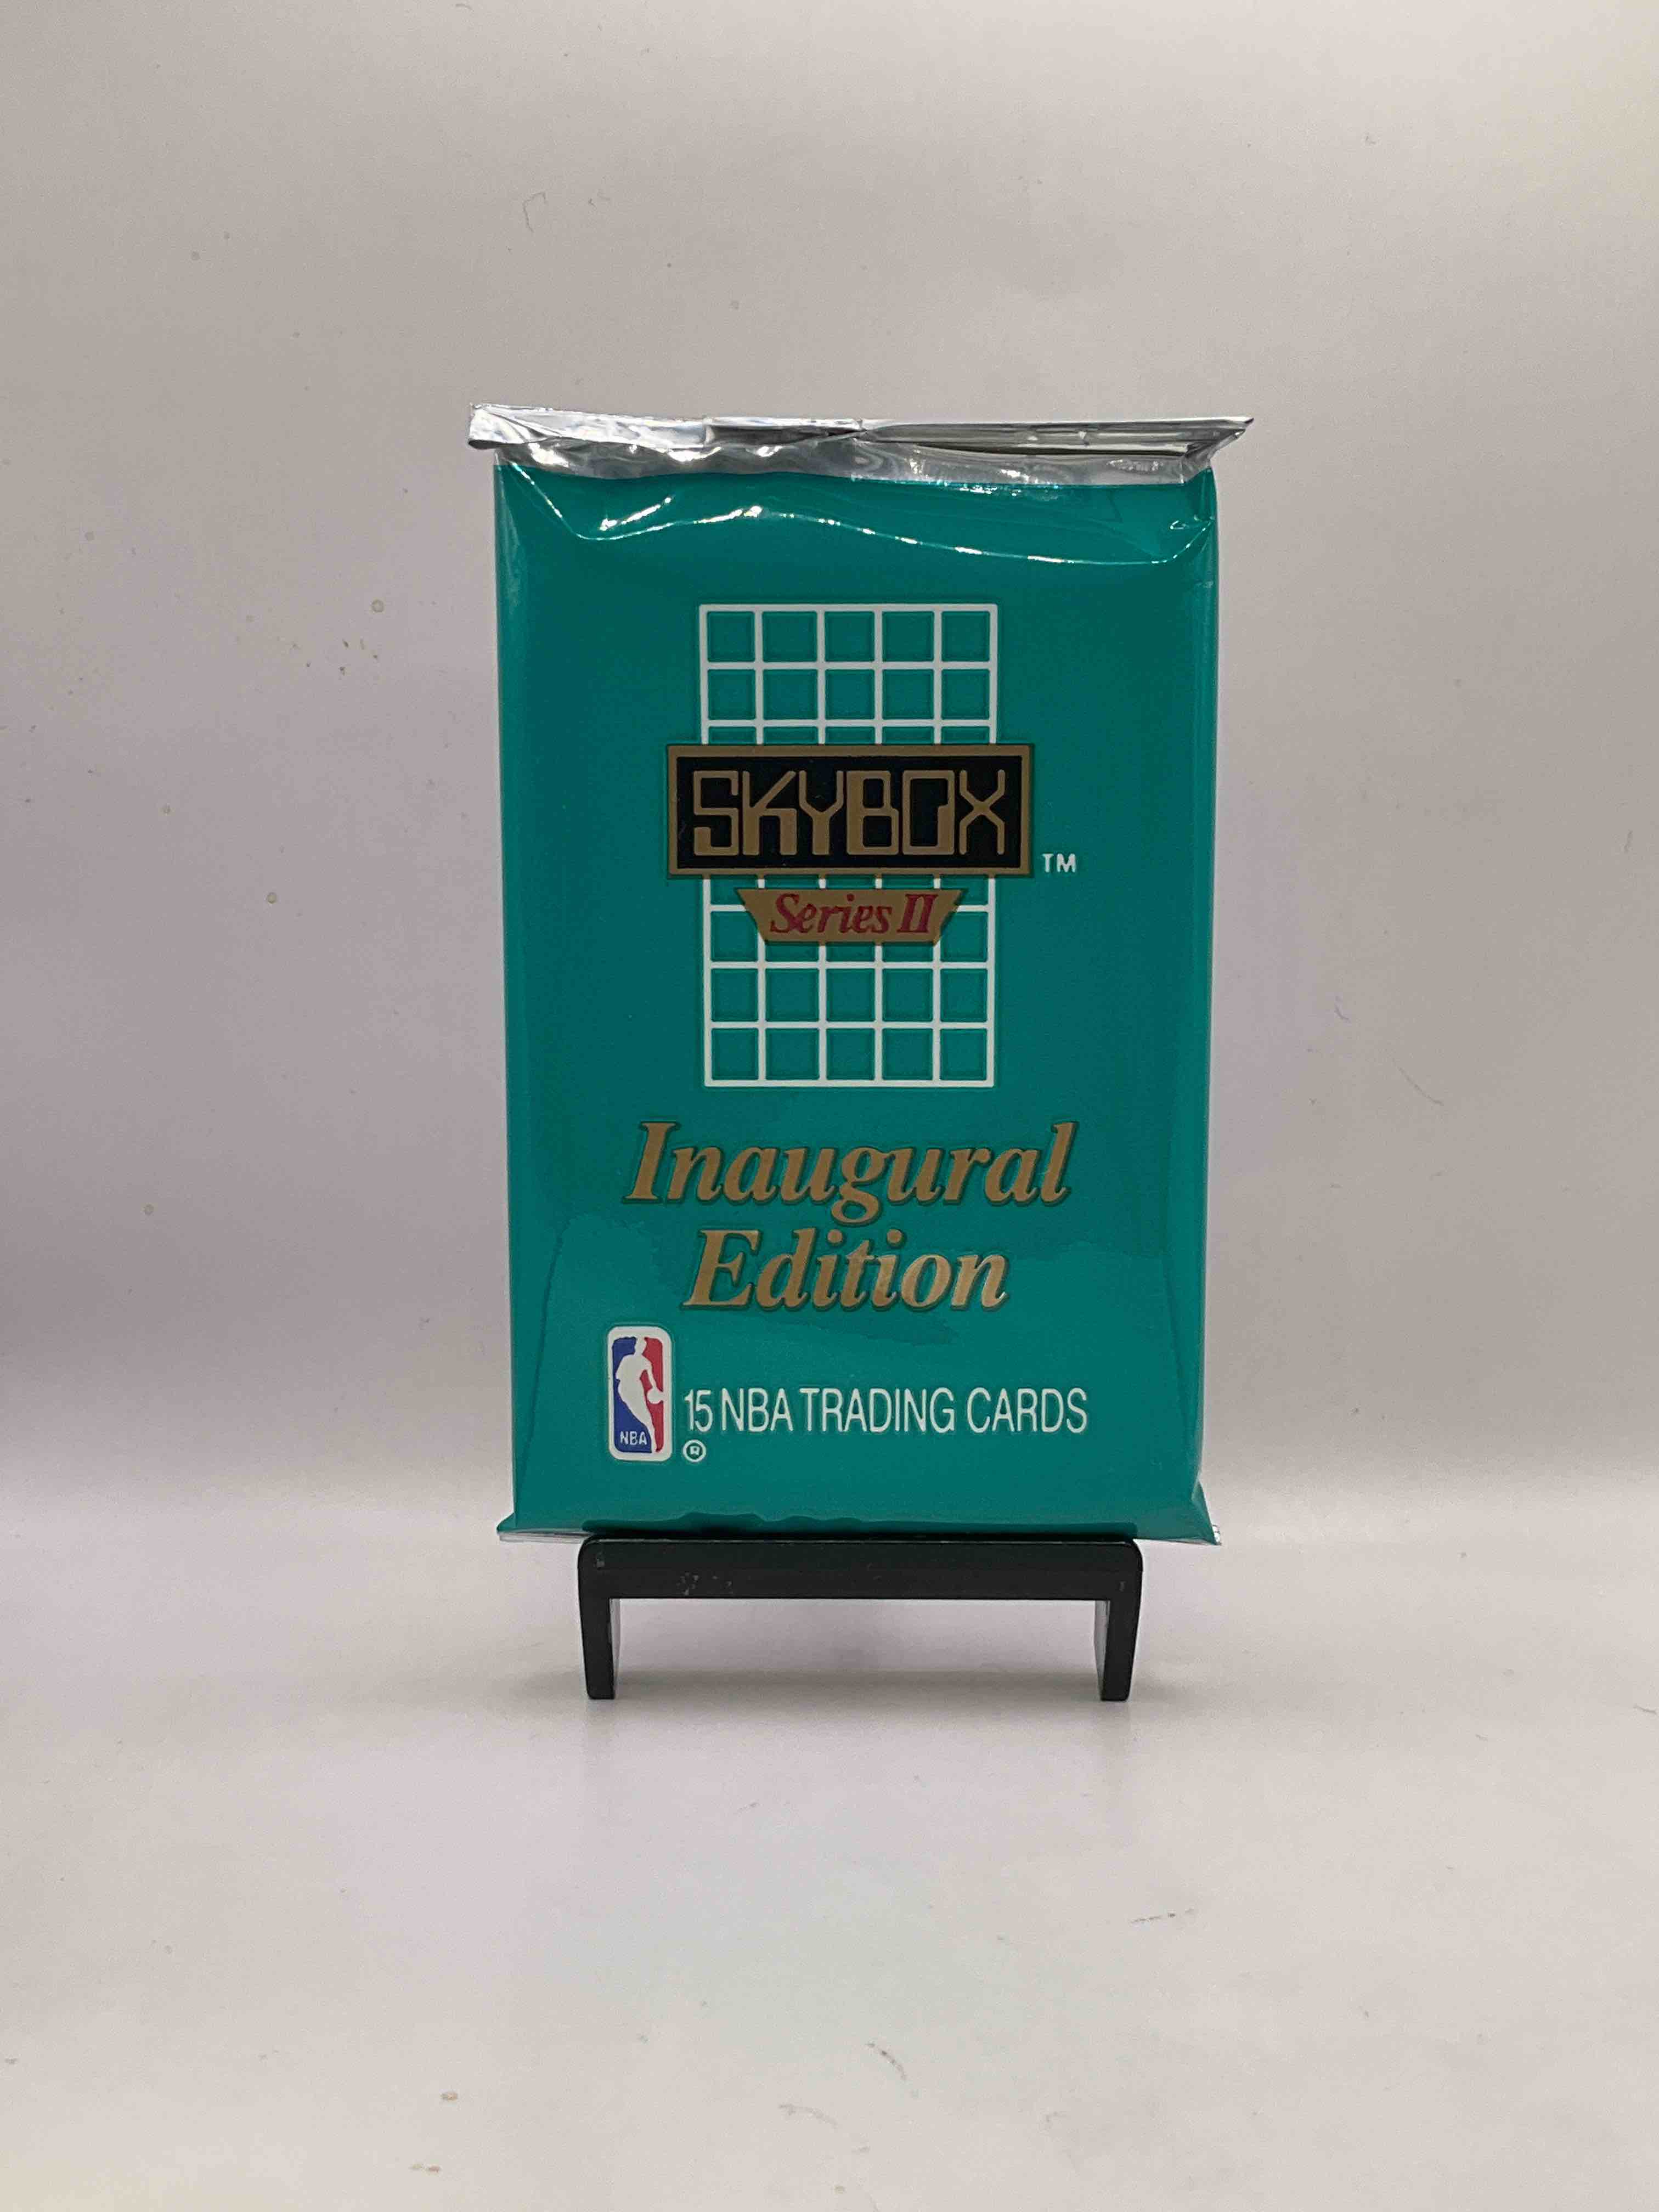 SKYBOX
TM
Series II
Inaugural
Edition
NBA
15 NBA TRADING CARDS
®